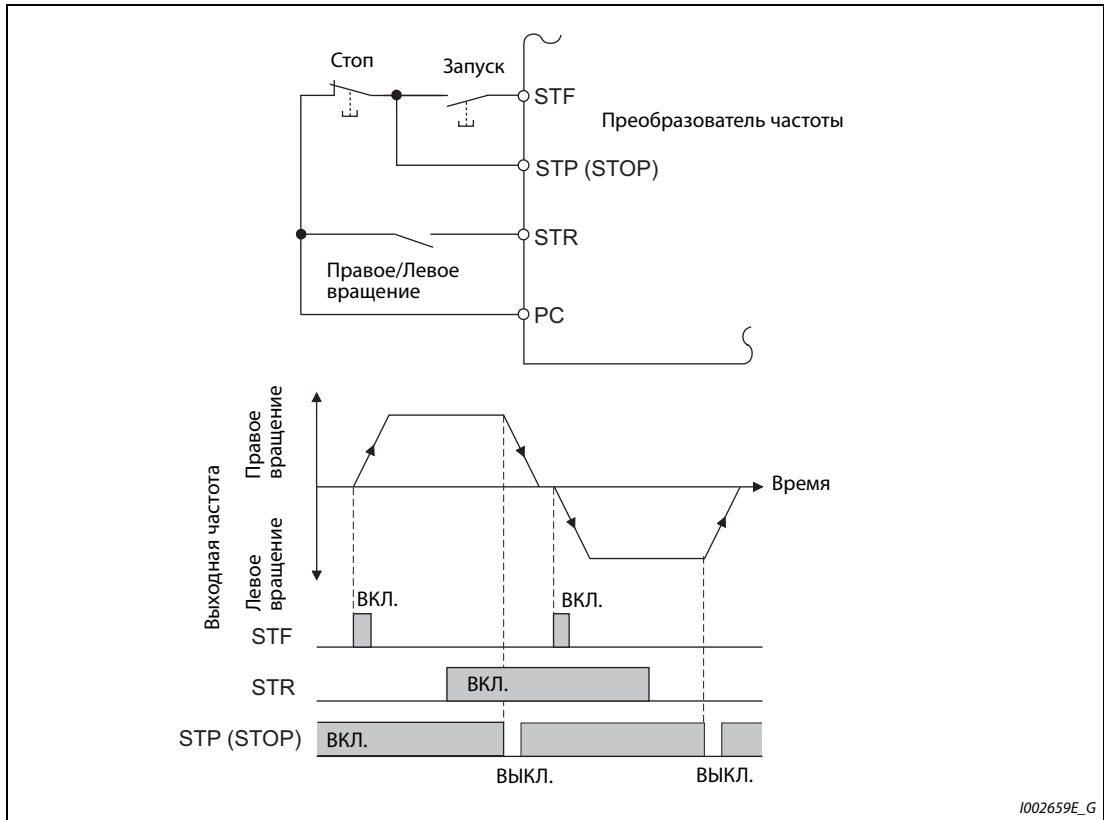 Стоп
Запуск
STF
Преобразователь частоты
STP (STOP)
STR
Правое/Левое
вращение
PC
Выходная частота
Правое
вращение
Левое
вращение
Время
ВКЛ.
ВКЛ.
STF
STR
ВКЛ.
STP (STOP)
ВКЛ.
ВЫКЛ.
ВЫКЛ.
I002659E_G